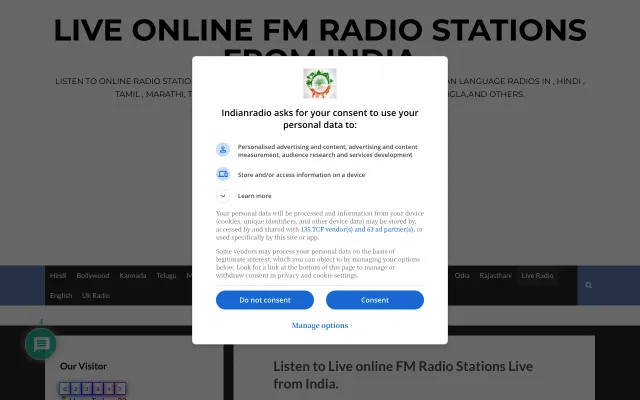 LIVE ONLINE FM RADIO STATIONS
FROM INDIA
LISTEN TO ONLINE RADIO STATIO
AN LANGUAGE RADIOS IN , HINDI ,
TAMIL , MARATHI, T
GLA,AND OTHERS.
Indianradio asks for your consent to use your
personal data to:
Personalised advertising and content, advertising and content
measurement, audience research and services development
Store and/or access information on a device
Learn more
Your personal data will be processed and information from your device
(cookies, unique identifiers, and other device data) may be stored by,
accessed by and shared with 135 TCF vendor(s) and 63 ad partner(s), or
used specifically by this site or app.
Some vendors may process your personal data on the basis of
legitimate interest, which you can object to by managing your options
below. Look for a link at the bottom of this page to manage or
withdraw consent in privacy and cookie settings.
Do not consent
Consent
Manage options
Hindi Bollywood Kannada Telugu M
Odia Rajasthani Live Radio
English Uk Radio
Our Visitor
Listen to Live online FM Radio Stations Live
from India.